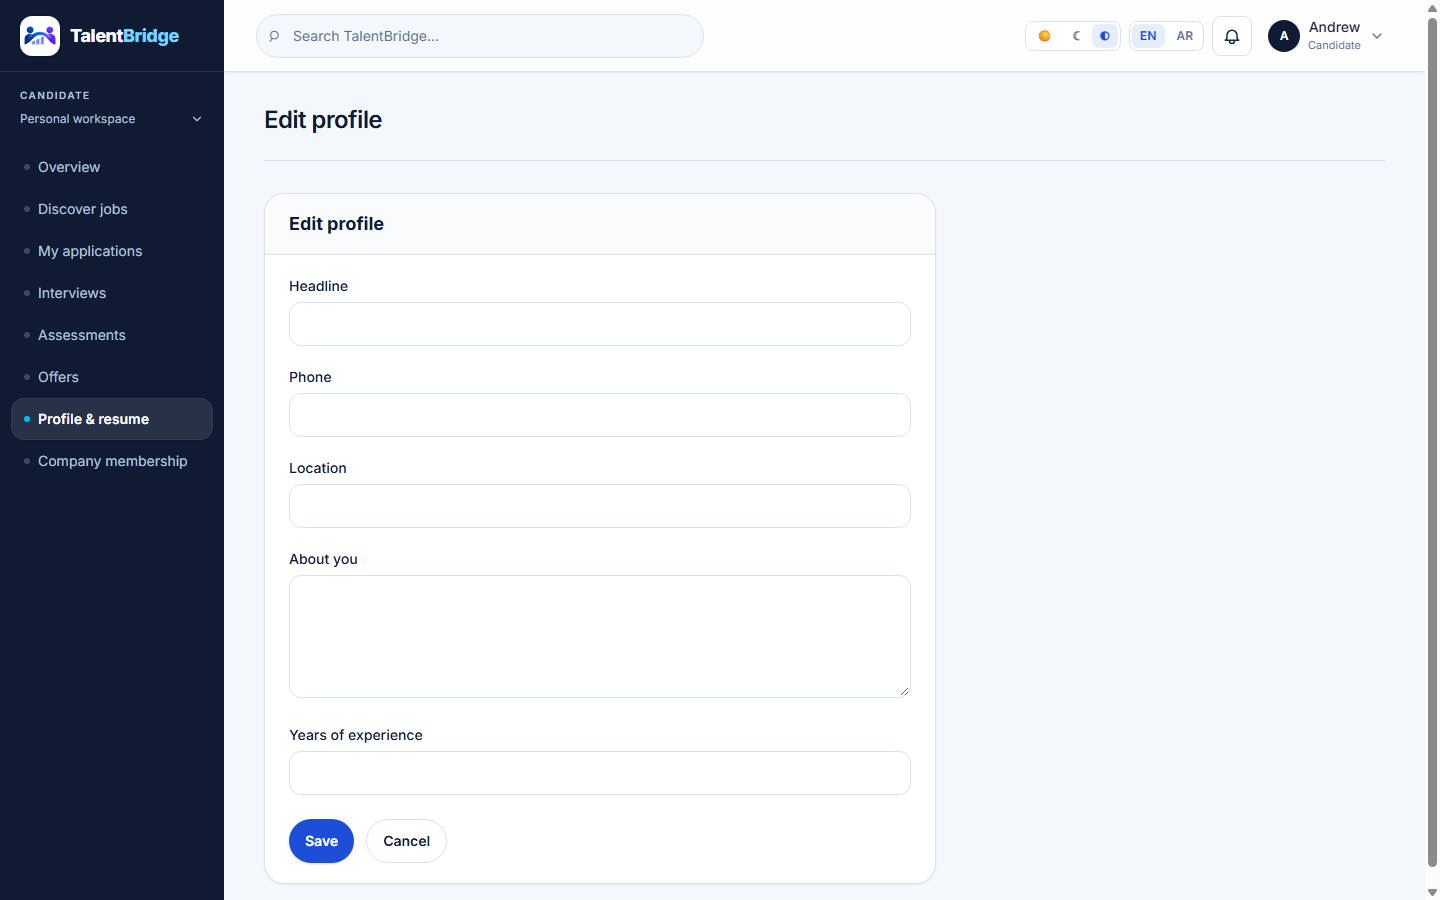 TalentBridge
Search TalentBridge...
EN
AR
A
Andrew
Candidate
CANDIDATE
Personal workspace
Overview
Discover jobs
My applications
Interviews
Assessments
Offers
Profile & resume
Company membership
Edit profile
Edit profile
Headline
Phone
Location
About you
Years of experience
Save
Cancel